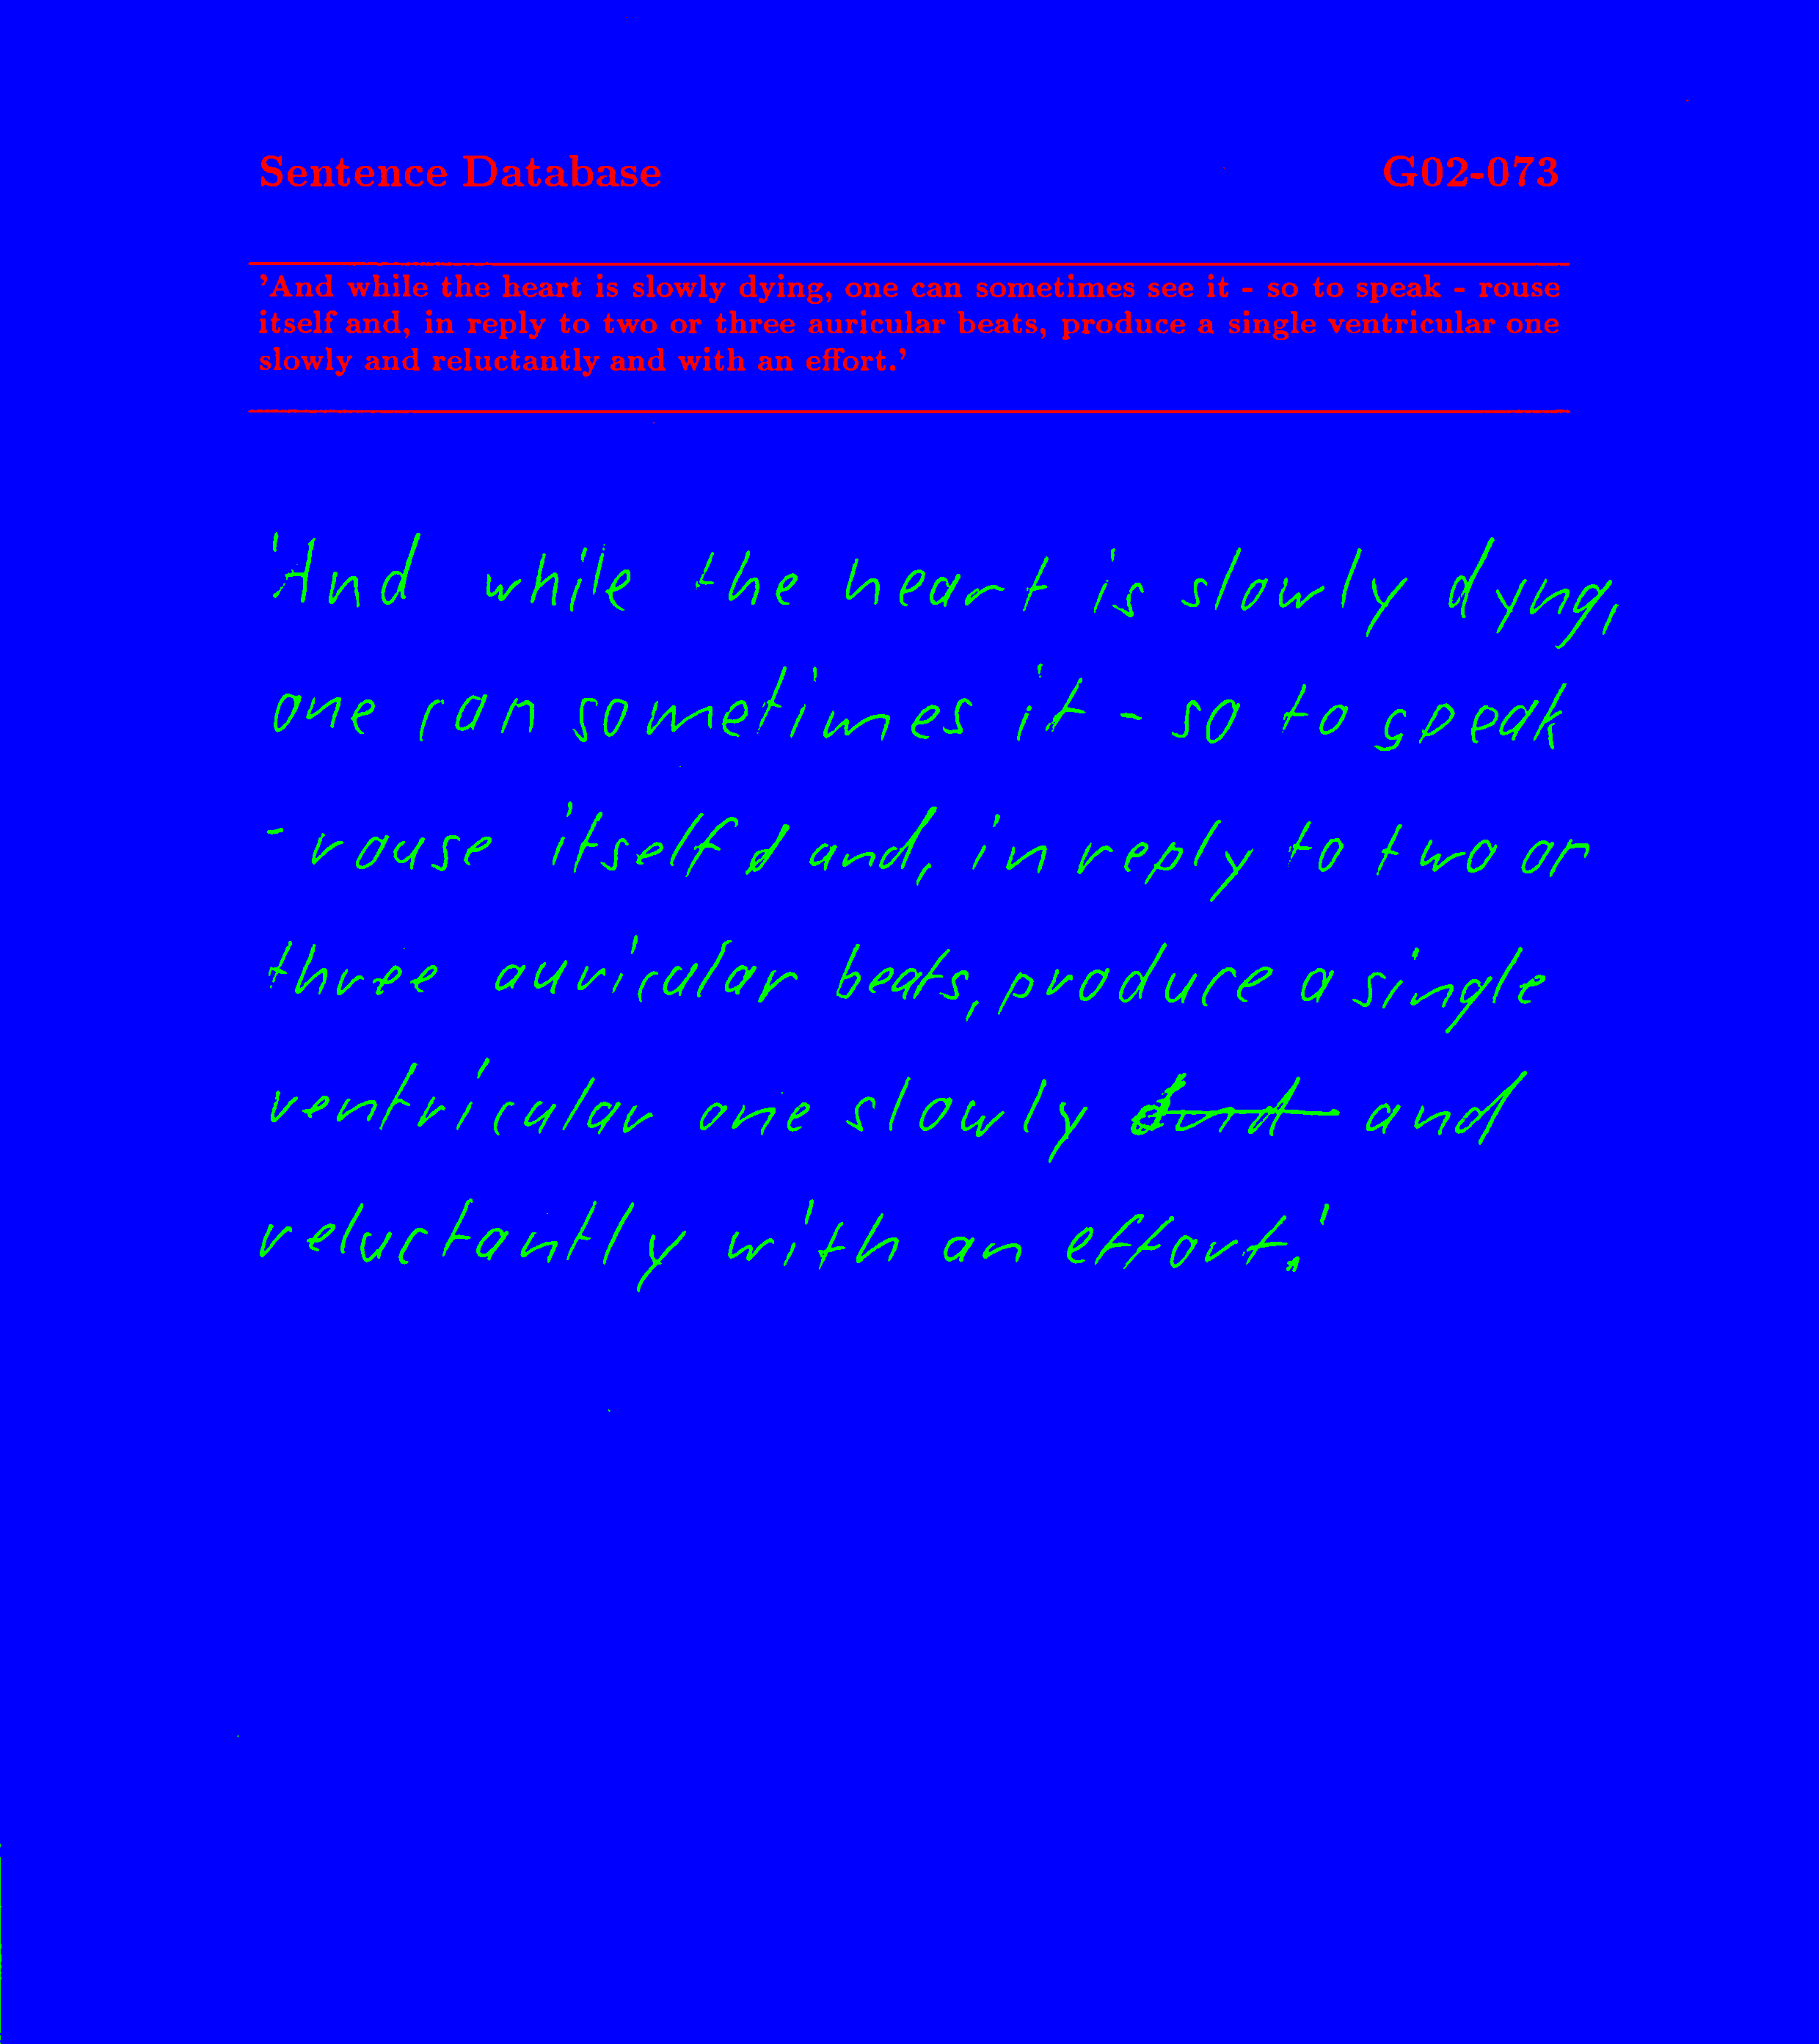 Sentence Database G02-073
'And while the heart is slowly dying, one can sometimes see it - so to speak - rouse
itself and, in reply to two or three auricular beats, produce a single ventricular one
slowly and reluctantly and with an effort.'
'And while the heart is slowly dyng,
one can sometimes it - so to speak
- rouse itself d and, in reply to two or
three auricular beats, produce a single
ventricular one slowly and and
reluctantly with an effort.'